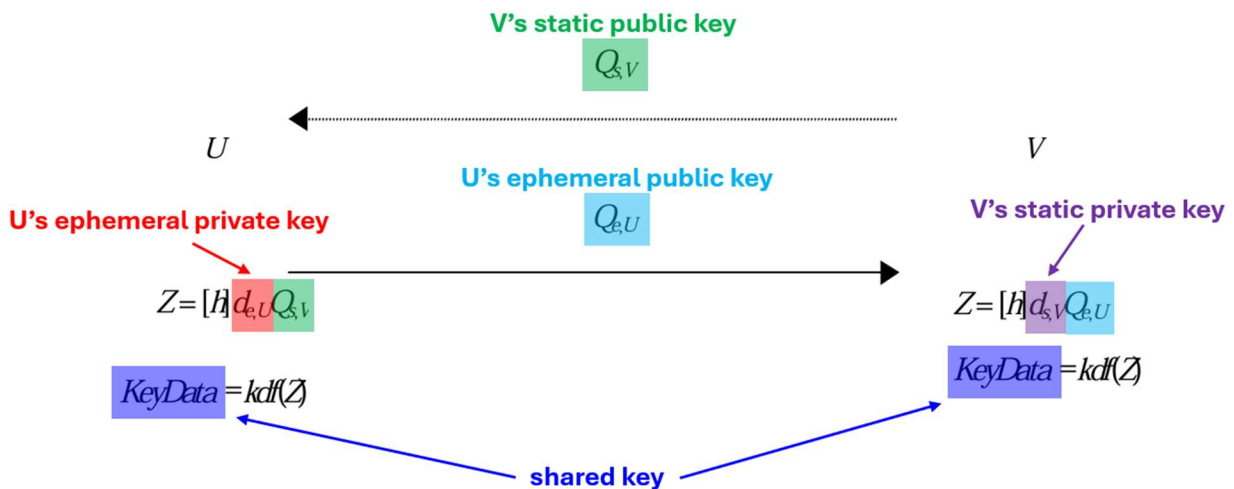 V's static public key
Q_{s,V}
U
V
U's ephemeral public key
Q_{e,U}
U's ephemeral private key
V's static private key
Z = [h]d_{e,U}Q_{s,V}
Z = [h]d_{s,V}Q_{e,U}
KeyData = kdf(Z)
KeyData = kdf(Z)
shared key